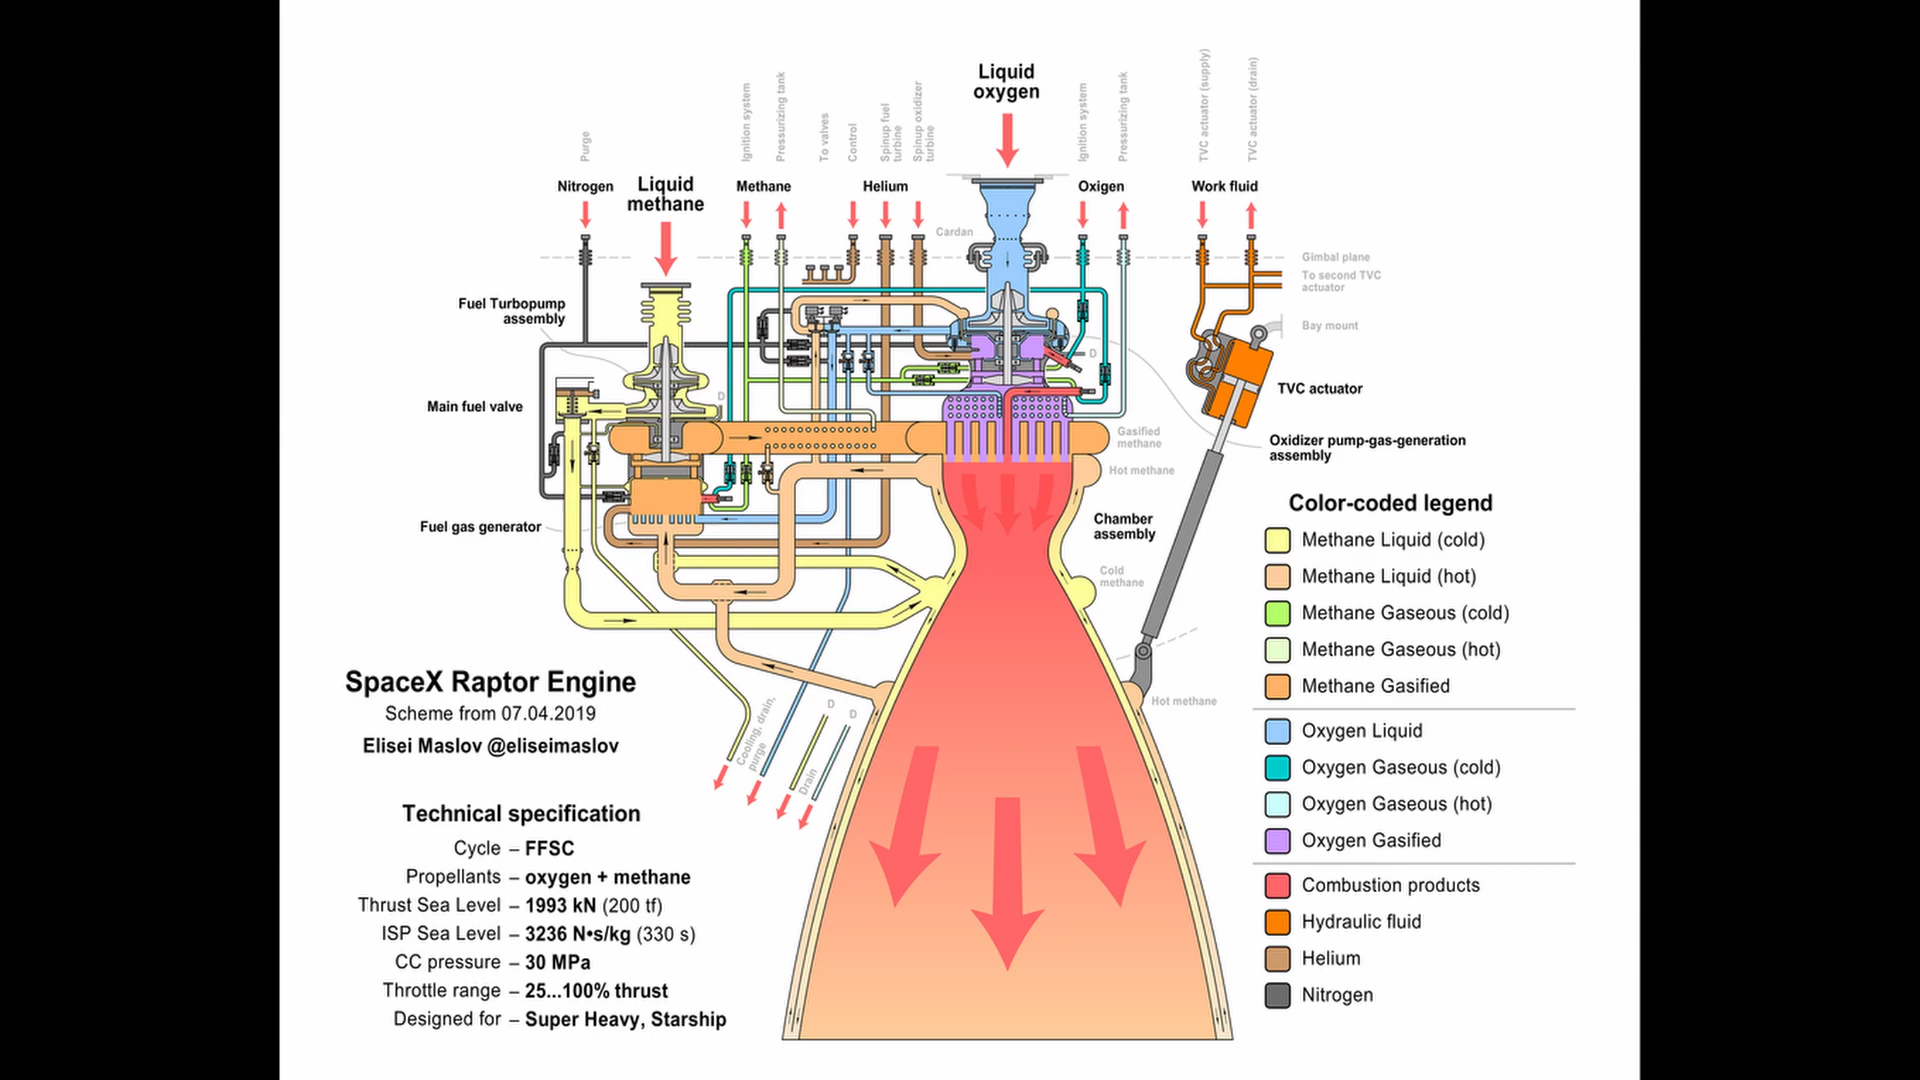 Liquid
oxygen
Purge
Ignition system
Pressurizing tank
To valves
Control
Spinup fuel
turbine
Spinup oxidizer
turbine
Ignition system
Pressurizing tank
TVC actuator (supply)
TVC actuator (drain)
Nitrogen
Liquid
methane
Methane
Helium
Oxigen
Work fluid
Cardan
Gimbal plane
To second TVC
actuator
Fuel Turbopump
assembly
Bay mount
D
TVC actuator
D
Main fuel valve
Gasified
methane
Oxidizer pump-gas-generation
assembly
Hot methane
Fuel gas generator
Chamber
assembly
Cold
methane
Hot methane
Cooling, drain,
purge
D
D
Drain
SpaceX Raptor Engine
Scheme from 07.04.2019
Elisei Maslov @eliseimaslov
Technical specification
Cycle – FFSC
Propellants – oxygen + methane
Thrust Sea Level – 1993 kN (200 tf)
ISP Sea Level – 3236 N•s/kg (330 s)
CC pressure – 30 MPa
Throttle range – 25...100% thrust
Designed for – Super Heavy, Starship
Color-coded legend
Methane Liquid (cold)
Methane Liquid (hot)
Methane Gaseous (cold)
Methane Gaseous (hot)
Methane Gasified
Oxygen Liquid
Oxygen Gaseous (cold)
Oxygen Gaseous (hot)
Oxygen Gasified
Combustion products
Hydraulic fluid
Helium
Nitrogen